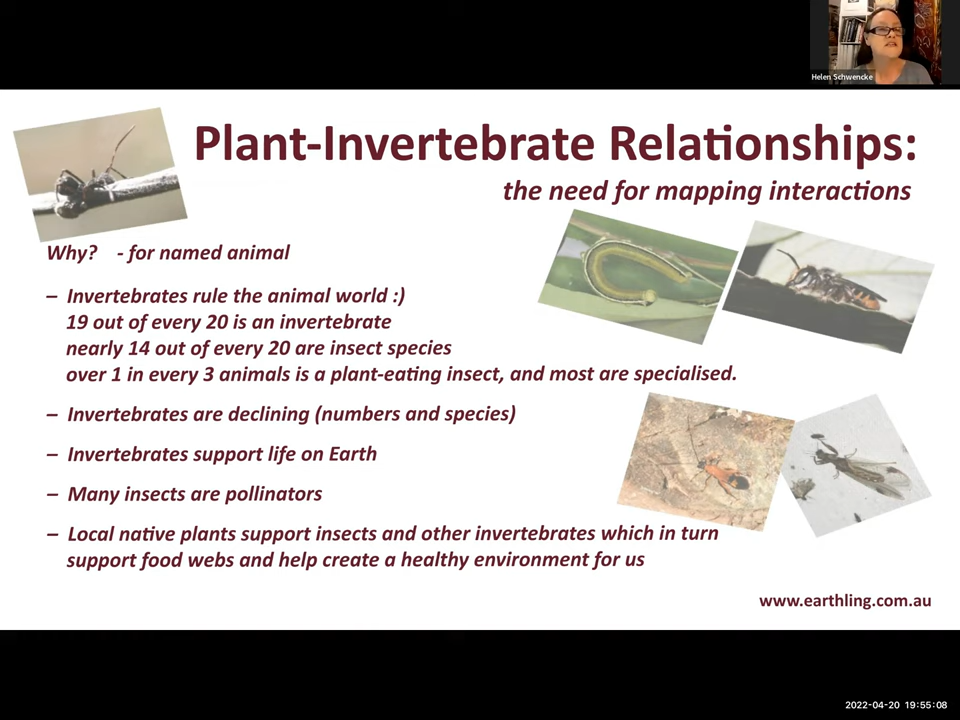 Helen Schwencke
Plant-Invertebrate Relationships:
the need for mapping interactions
Why?   - for named animal
– Invertebrates rule the animal world :)
19 out of every 20 is an invertebrate
nearly 14 out of every 20 are insect species
over 1 in every 3 animals is a plant-eating insect, and most are specialised.
– Invertebrates are declining (numbers and species)
– Invertebrates support life on Earth
– Many insects are pollinators
– Local native plants support insects and other invertebrates which in turn
support food webs and help create a healthy environment for us
www.earthling.com.au
2022-04-20 19:55:08